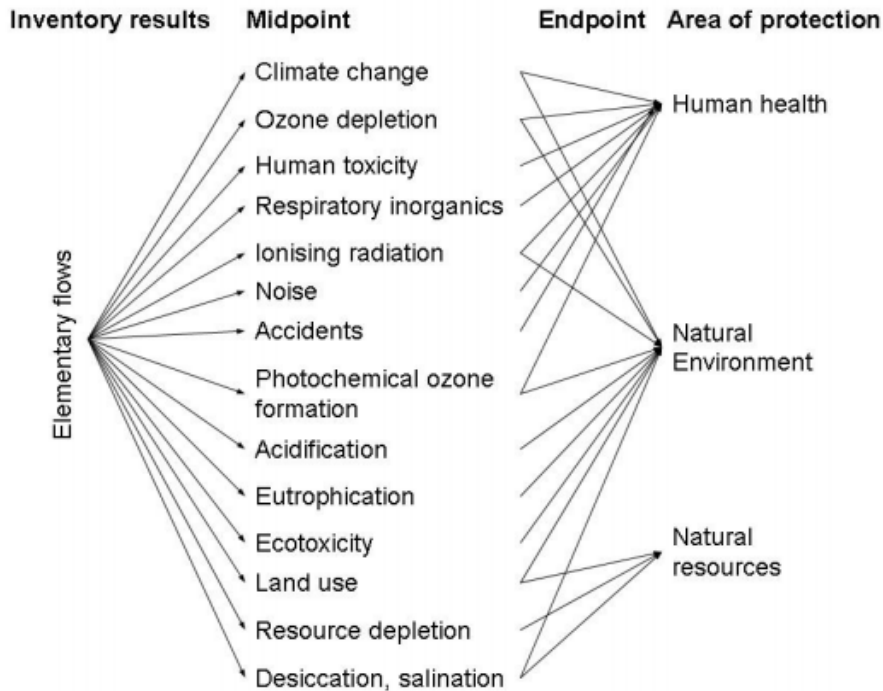 Inventory results Midpoint Endpoint Area of protection
Elementary flows
Climate change
Ozone depletion
Human toxicity
Respiratory inorganics
Ionising radiation
Noise
Accidents
Photochemical ozone
formation
Acidification
Eutrophication
Ecotoxicity
Land use
Resource depletion
Desiccation, salination
Human health
Natural
Environment
Natural
resources